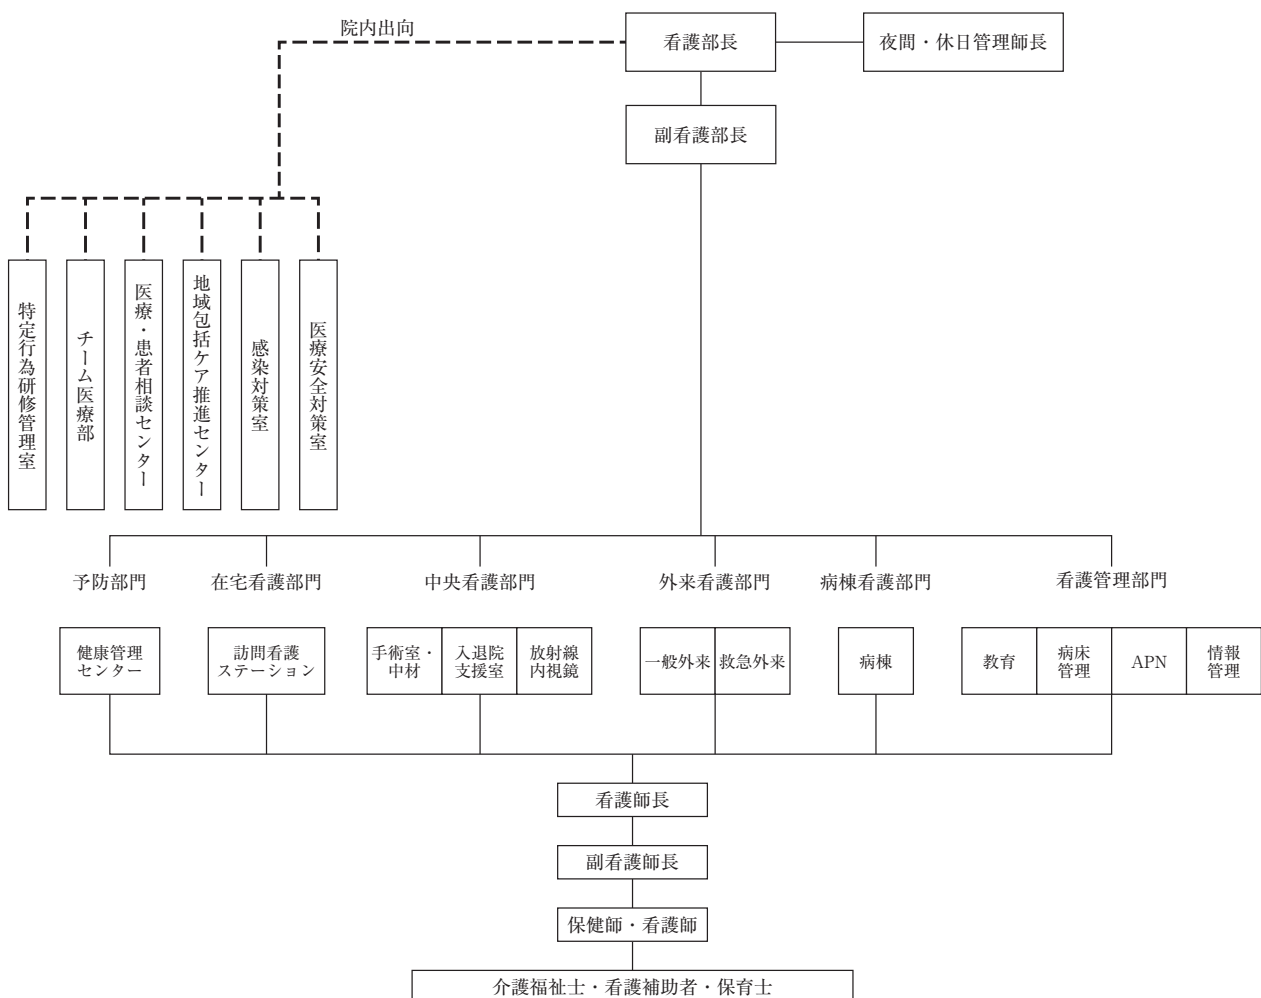 院内出向
看護部長
夜間・休日管理師長
副看護部長
特定行為研修管理室
チーム医療部
医療・患者相談センター
地域包括ケア推進センター
感染対策室
医療安全対策室
予防部門
在宅看護部門
中央看護部門
外来看護部門
病棟看護部門
看護管理部門
健康管理
センター
訪問看護
ステーション
手術室・
中材
入退院
支援室
放射線
内視鏡
一般外来
救急外来
病棟
教育
病床
管理
APN
情報
管理
看護師長
副看護師長
保健師・看護師
介護福祉士・看護補助者・保育士